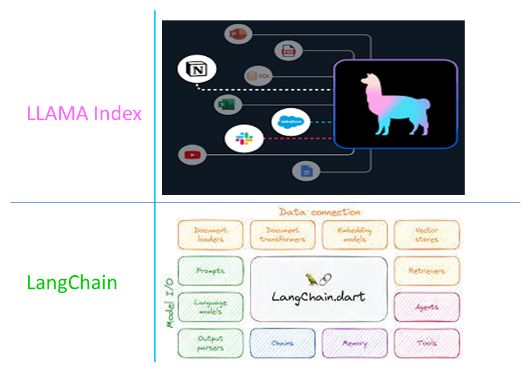 LLAMA Index
PDF
SQL
salesforce
LangChain
Data connection
Document
loaders
Document
transformers
Embedding
models
Vector
stores
Model I/O
Prompts
LangChain.dart
Retrievers
Language
models
Agents
Output
parsers
Chains
Memory
Tools